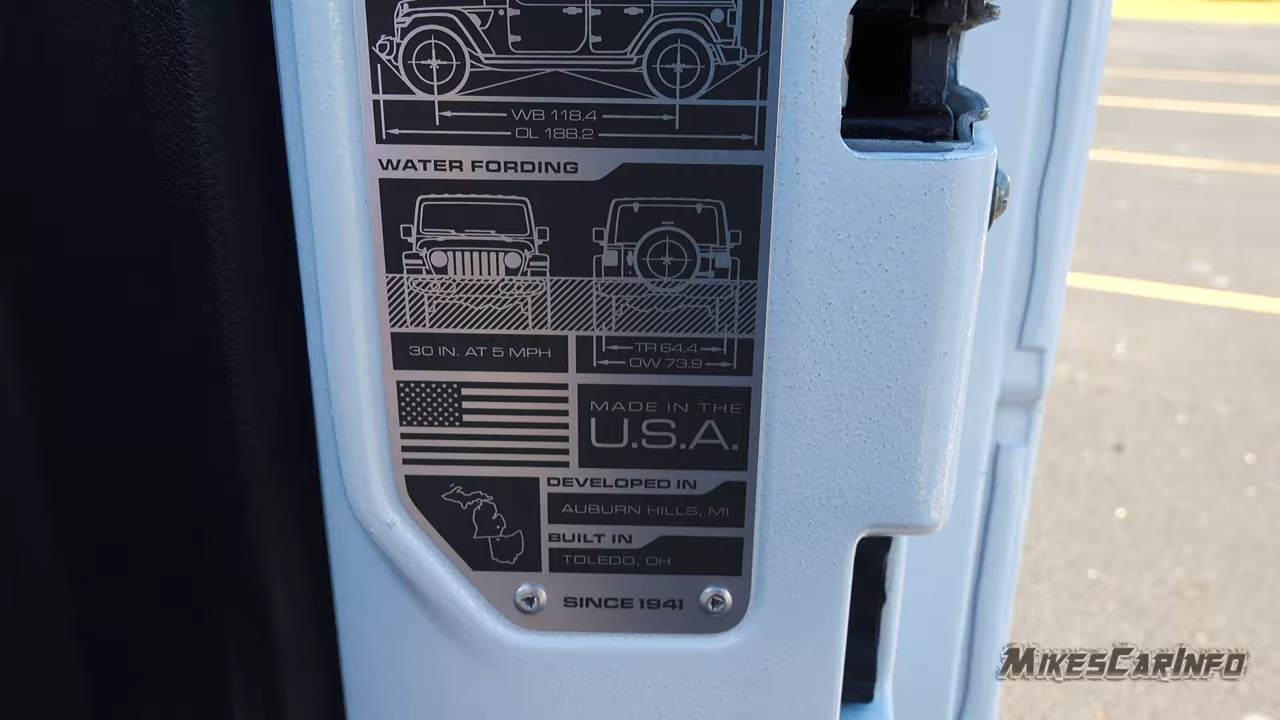 WB 118.4
OL 188.2
WATER FORDING
30 IN. AT 5 MPH
TR 64.4
OW 73.9
MADE IN THE
U.S.A.
DEVELOPED IN
AUBURN HILLS, MI
BUILT IN
TOLEDO, OH
SINCE 1941
MIKESCARINFO